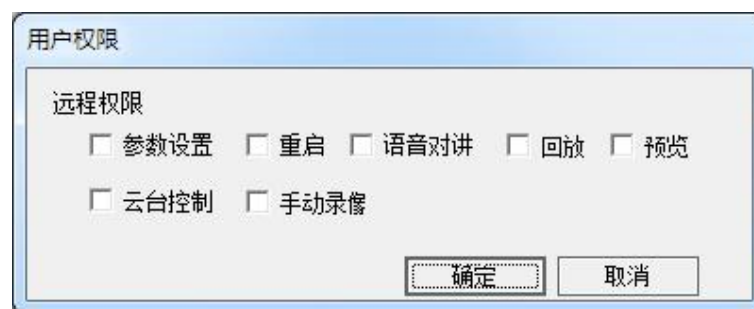 用户权限
远程权限
参数设置 重启 语音对讲 回放 预览
云台控制 手动录像
确定 取消